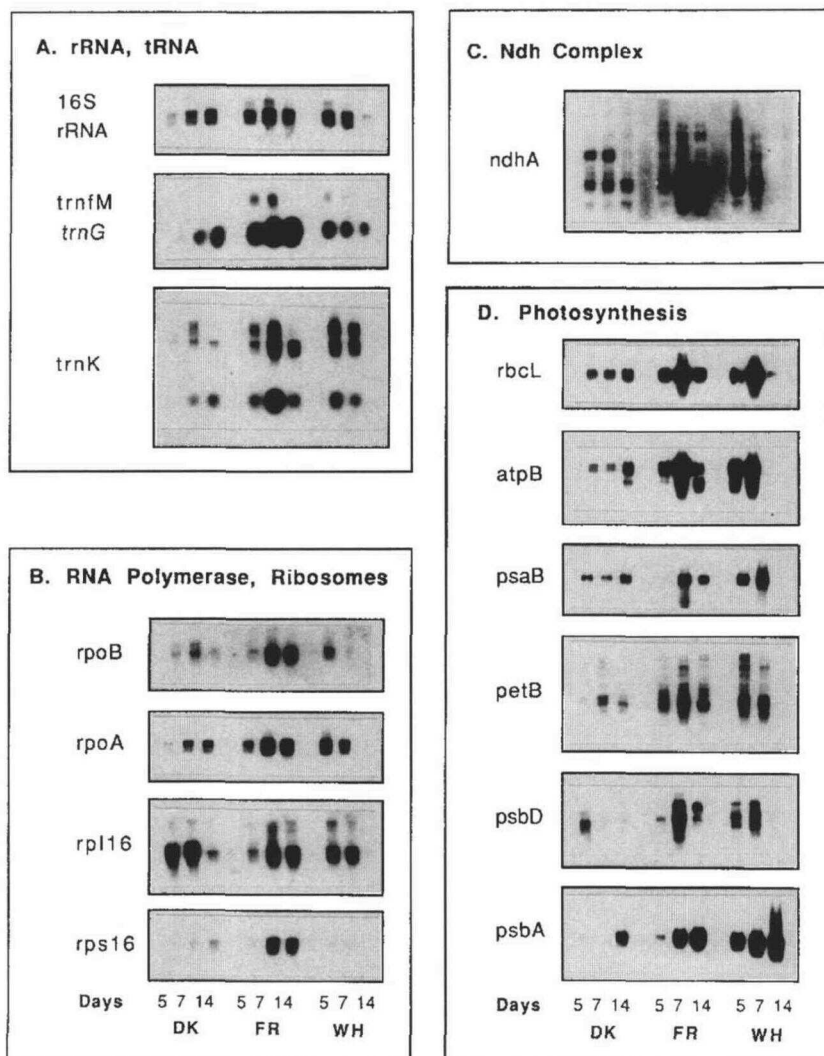 A. rRNA, tRNA
16S
rRNA
trnfM
trnG
trnK
B. RNA Polymerase, Ribosomes
rpoB
rpoA
rpl16
rps16
Days 5 7 14 5 7 14 5 7 14
DK FR WH
C. Ndh Complex
ndhA
D. Photosynthesis
rbcL
atpB
psaB
petB
psbD
psbA
Days 5 7 14 5 7 14 5 7 14
DK FR WH